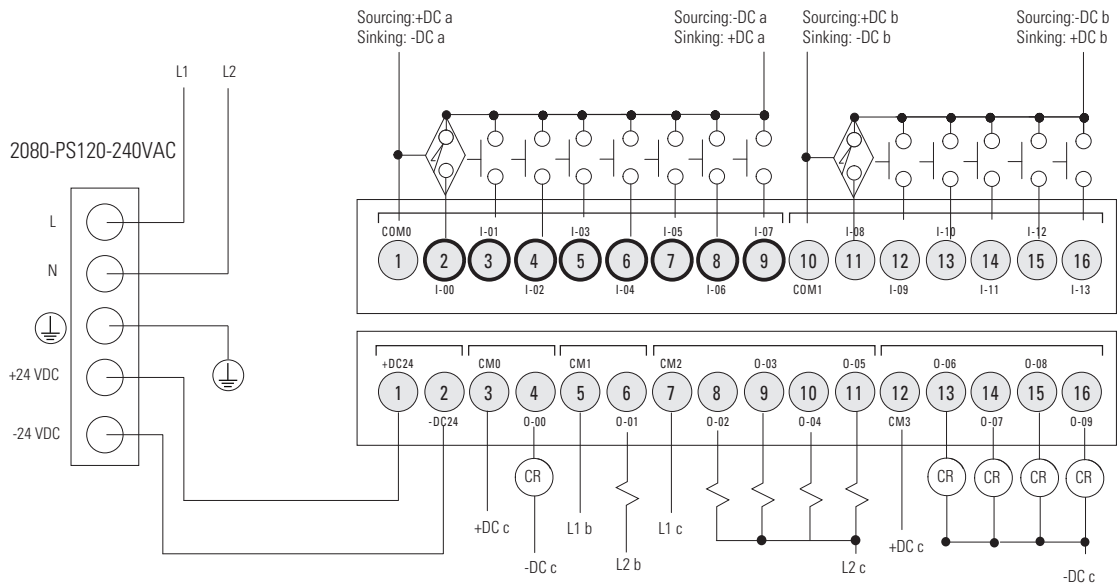 Sourcing:+DC a
Sinking: -DC a
Sourcing:-DC a
Sinking: +DC a
Sourcing:+DC b
Sinking: -DC b
Sourcing:-DC b
Sinking: +DC b
L1 L2
2080-PS120-240VAC
L
N
+24 VDC
-24 VDC
COM0 I-01 I-03 I-05 I-07 I-08 I-10 I-12
1 2 3 4 5 6 7 8 9 10 11 12 13 14 15 16
I-00 I-02 I-04 I-06 COM1 I-09 I-11 I-13
+DC24 CM0 CM1 CM2 O-03 O-05 O-06 O-08
1 2 3 4 5 6 7 8 9 10 11 12 13 14 15 16
-DC24 O-00 O-01 O-02 O-04 CM3 O-07 O-09
CR CR CR CR CR
+DC c L1 b L1 c +DC c
-DC c L2 b L2 c -DC c